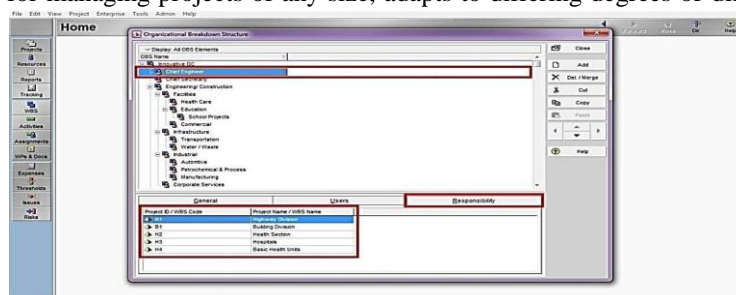 for managing projects of any size, adapts to differing degrees of
File Edit View Project Enterprise Tools Admin Help
Home
Forward Home Dir Help
Projects
Resources
Reports
Tracking
WBS
Activities
Assignments
WPs & Docs
Expenses
Thresholds
Issues
Risks
Organizational Breakdown Structure
Display: All OBS Elements
OBS Name
Innovative DC
Chief Engineer
Chief Secretary
Engineering/ Construction
Facilities
Health Care
Education
School Projects
Commercial
Infrastructure
Transportation
Water / Waste
Industrial
Automtive
Petrochemical & Process
Manufacturing
Corporate Services
Close
Add
Del. / Merge
Cut
Copy
Paste
Help
General Users Responsibility
Project ID / WBS Code Project Name / WBS Name
H1 Highway Division
B1 Building Division
H2 Health Section
H3 Hospitals
H4 Basic Health Units